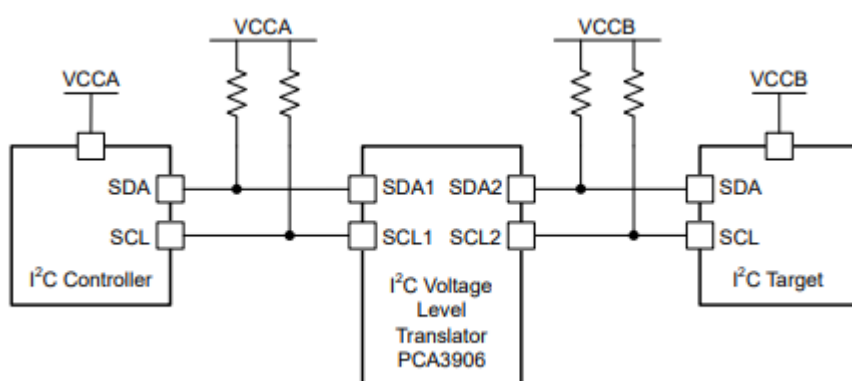 VCCA
VCCB
VCCA
VCCB
SDA
SDA1
SDA2
SDA
SCL
SCL1
SCL2
SCL
I²C Controller
I²C Voltage
Level
Translator
PCA3906
I²C Target